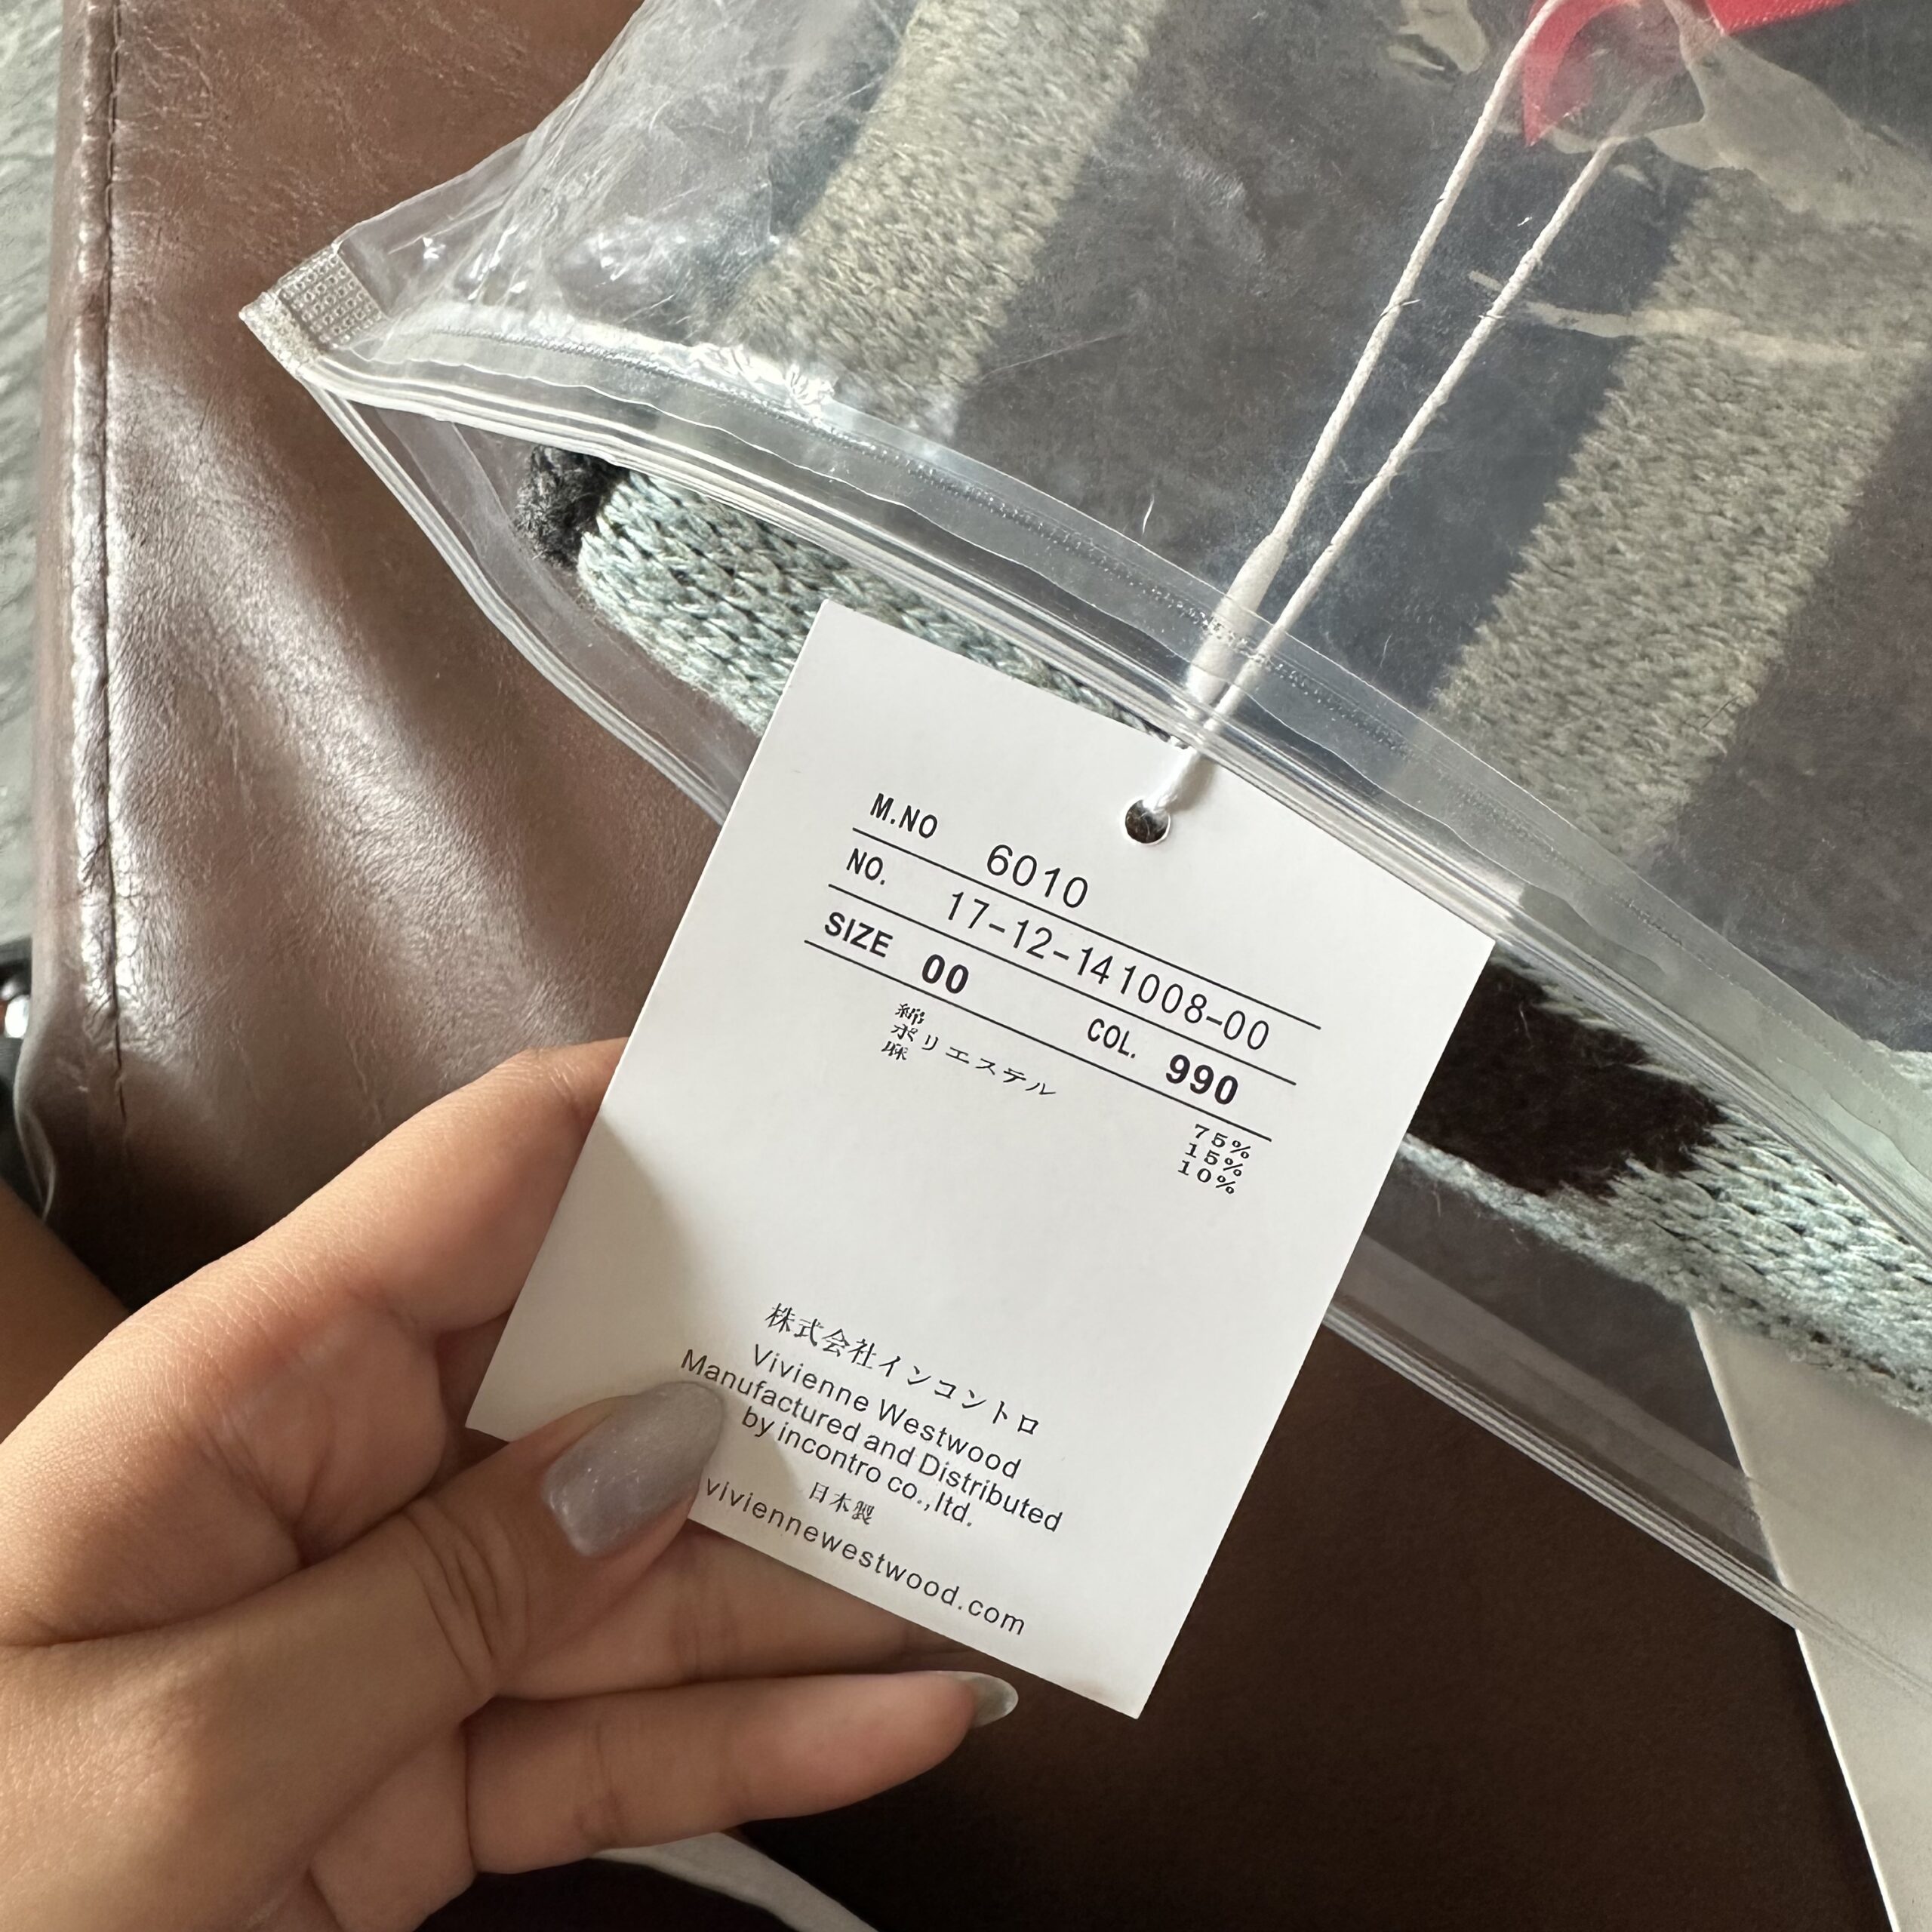 M.NO 6010
NO. 17-12-141008-00
SIZE 00 COL. 990
綿 75%
ポリエステル 15%
麻 10%
株式会社インコントロ
Vivienne Westwood
Manufactured and Distributed
by incontro co.,ltd.
日本製
viviennewestwood.com